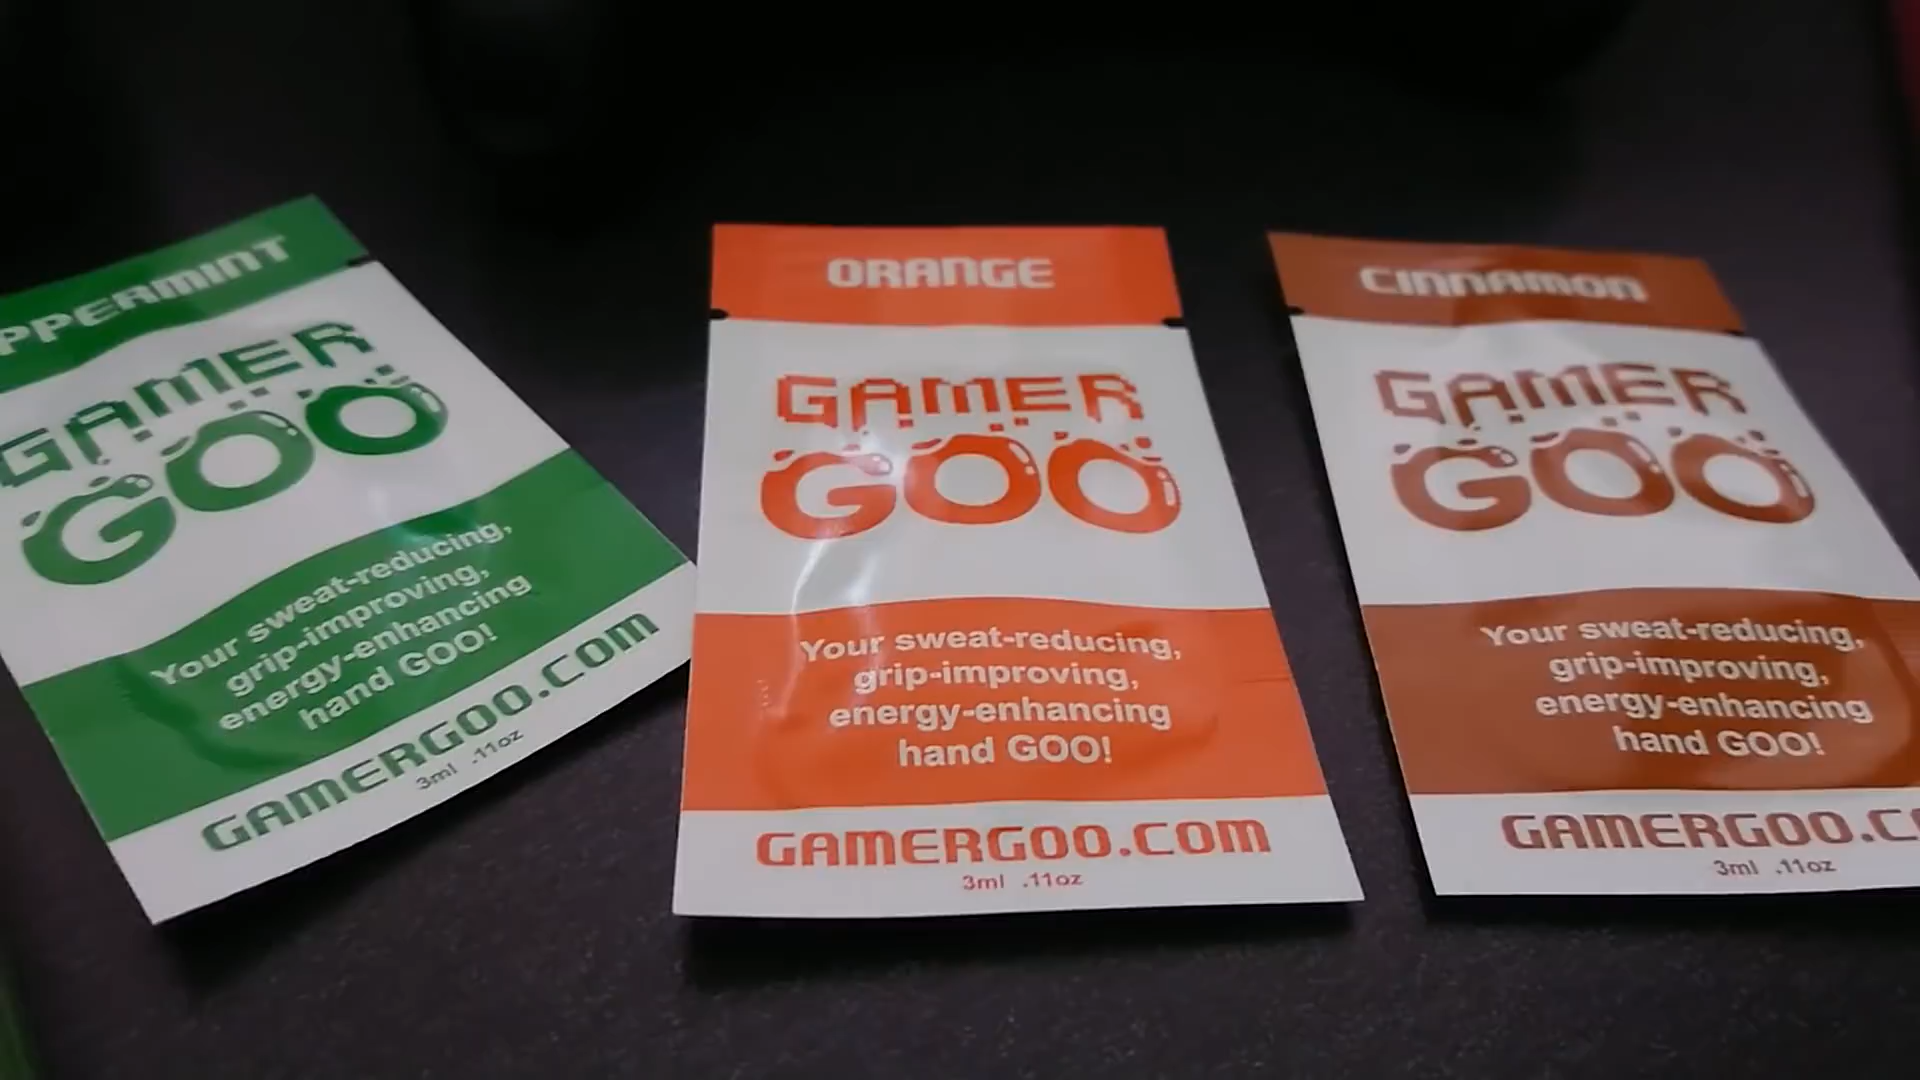 PPERMINT
GAMER
GOO
Your sweat-reducing,
grip-improving,
energy-enhancing
hand GOO!
GAMERGOO.COM
3ml .11oz
ORANGE
GAMER
GOO
Your sweat-reducing,
grip-improving,
energy-enhancing
hand GOO!
GAMERGOO.COM
3ml .11oz
CINNAMON
GAMER
GOO
Your sweat-reducing,
grip-improving,
energy-enhancing
hand GOO!
GAMERGOO.C
3ml .11oz